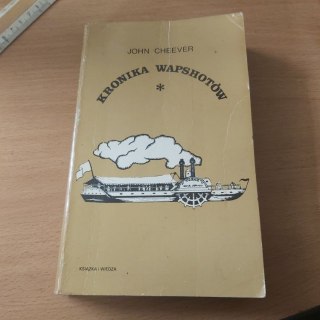 JOHN CHEEVER
KRONIKA WAPSHOTÓW
*
KSIĄŻKA I WIEDZA